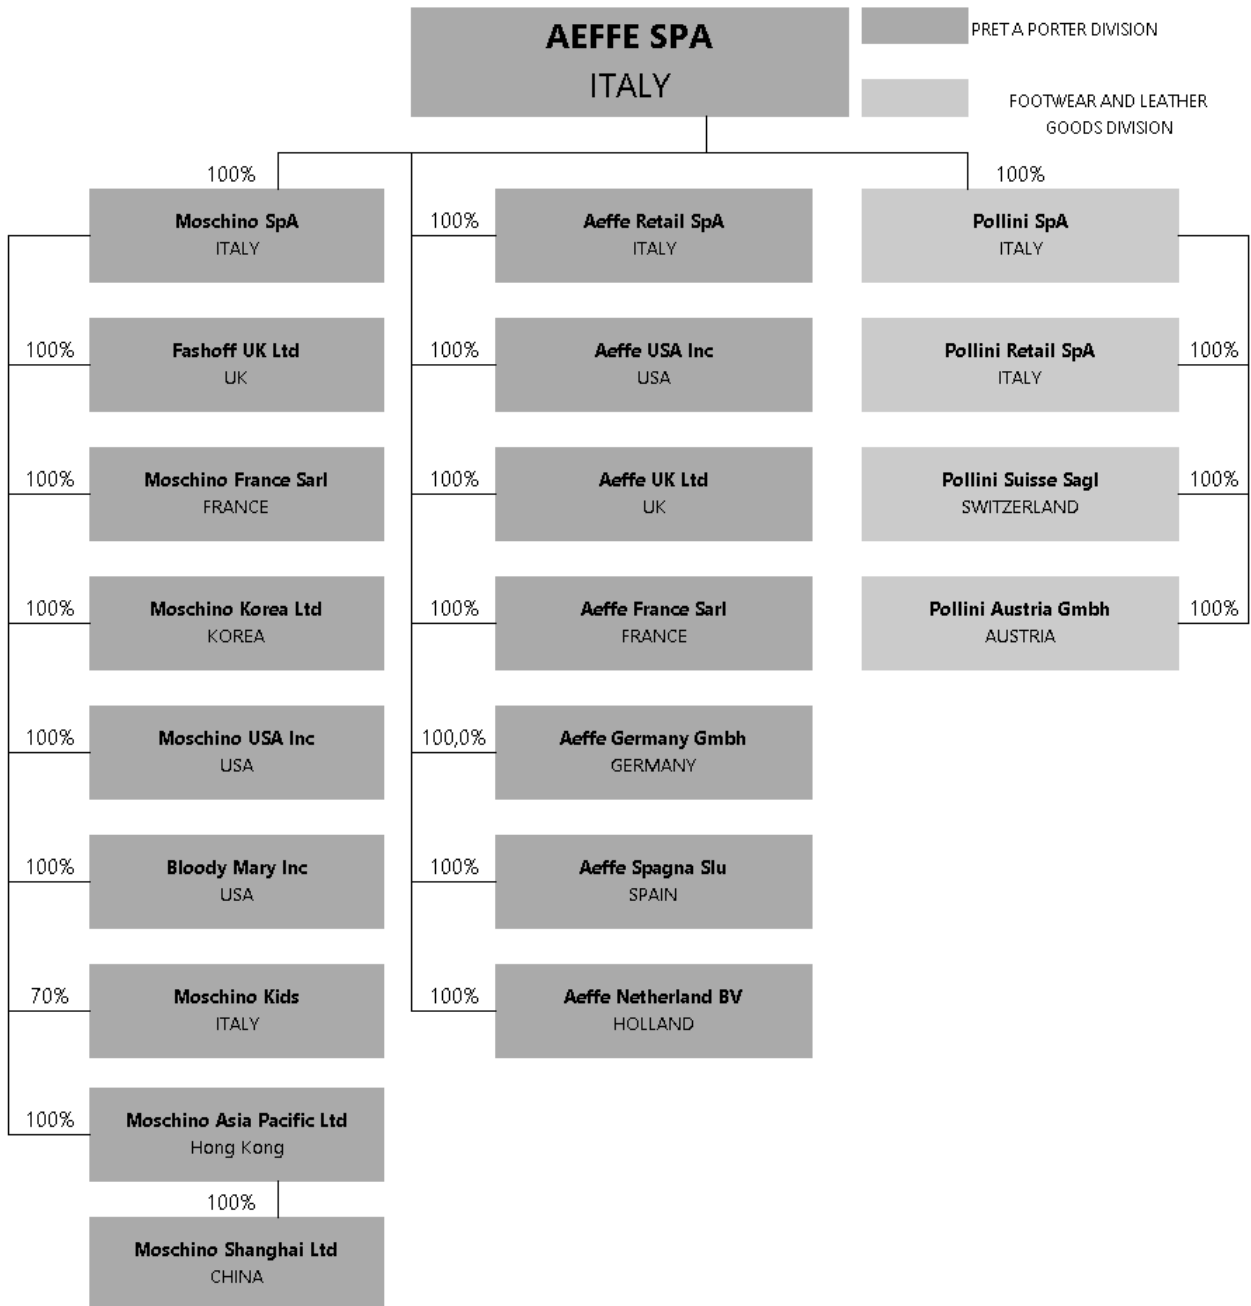 AEFFE SPA
ITALY
PRET A PORTER DIVISION
FOOTWEAR AND LEATHER
GOODS DIVISION
100%
Moschino SpA
ITALY
100%
Fashoff UK Ltd
UK
100%
Moschino France Sarl
FRANCE
100%
Moschino Korea Ltd
KOREA
100%
Moschino USA Inc
USA
100%
Bloody Mary Inc
USA
70%
Moschino Kids
ITALY
100%
Moschino Asia Pacific Ltd
Hong Kong
100%
Moschino Shanghai Ltd
CHINA
100%
Aeffe Retail SpA
ITALY
100%
Aeffe USA Inc
USA
100%
Aeffe UK Ltd
UK
100%
Aeffe France Sarl
FRANCE
100,0%
Aeffe Germany Gmbh
GERMANY
100%
Aeffe Spagna Slu
SPAIN
100%
Aeffe Netherland BV
HOLLAND
100%
Pollini SpA
ITALY
Pollini Retail SpA
ITALY
100%
Pollini Suisse Sagl
SWITZERLAND
100%
Pollini Austria Gmbh
AUSTRIA
100%